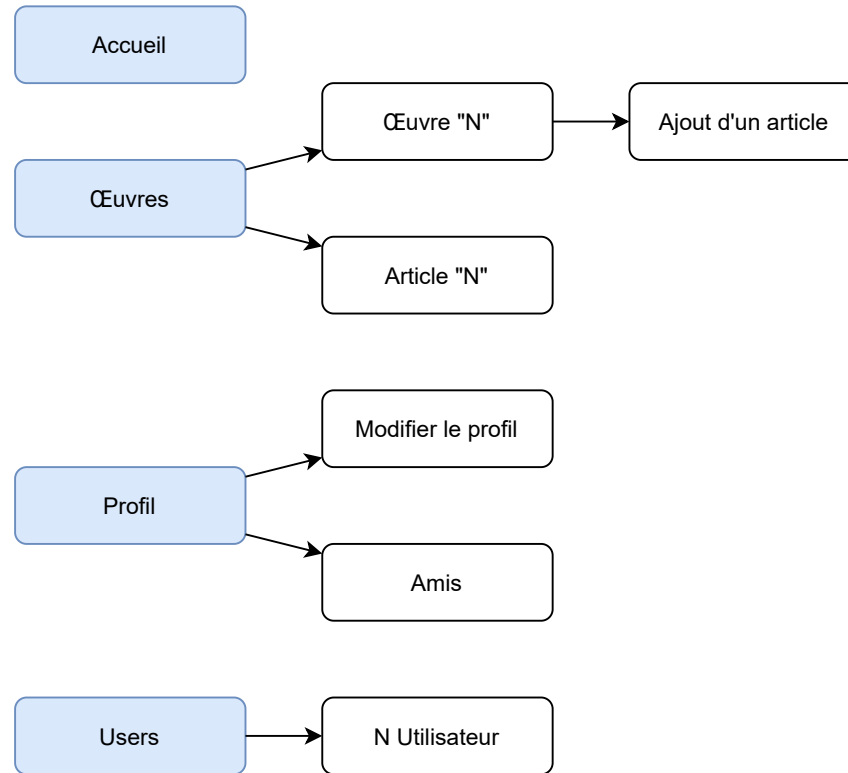 Accueil
Œuvre "N"
Ajout d'un article
Œuvres
Article "N"
Modifier le profil
Profil
Amis
Users
N Utilisateur